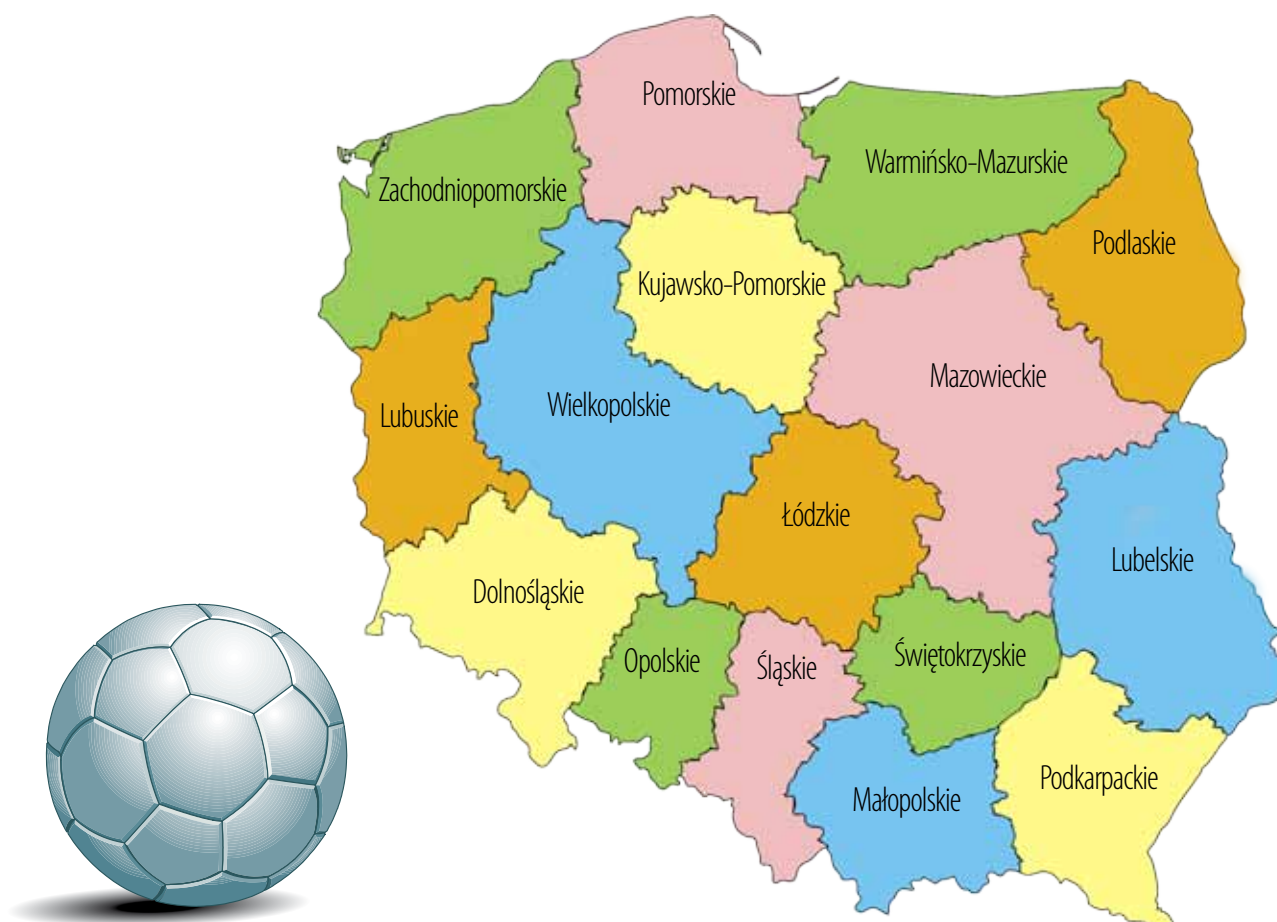 Pomorskie
Warmińsko-Mazurskie
Zachodniopomorskie
Podlaskie
Kujawsko-Pomorskie
Mazowieckie
Wielkopolskie
Lubuskie
Łódzkie
Lubelskie
Dolnośląskie
Opolskie
Śląskie
Świętokrzyskie
Podkarpackie
Małopolskie